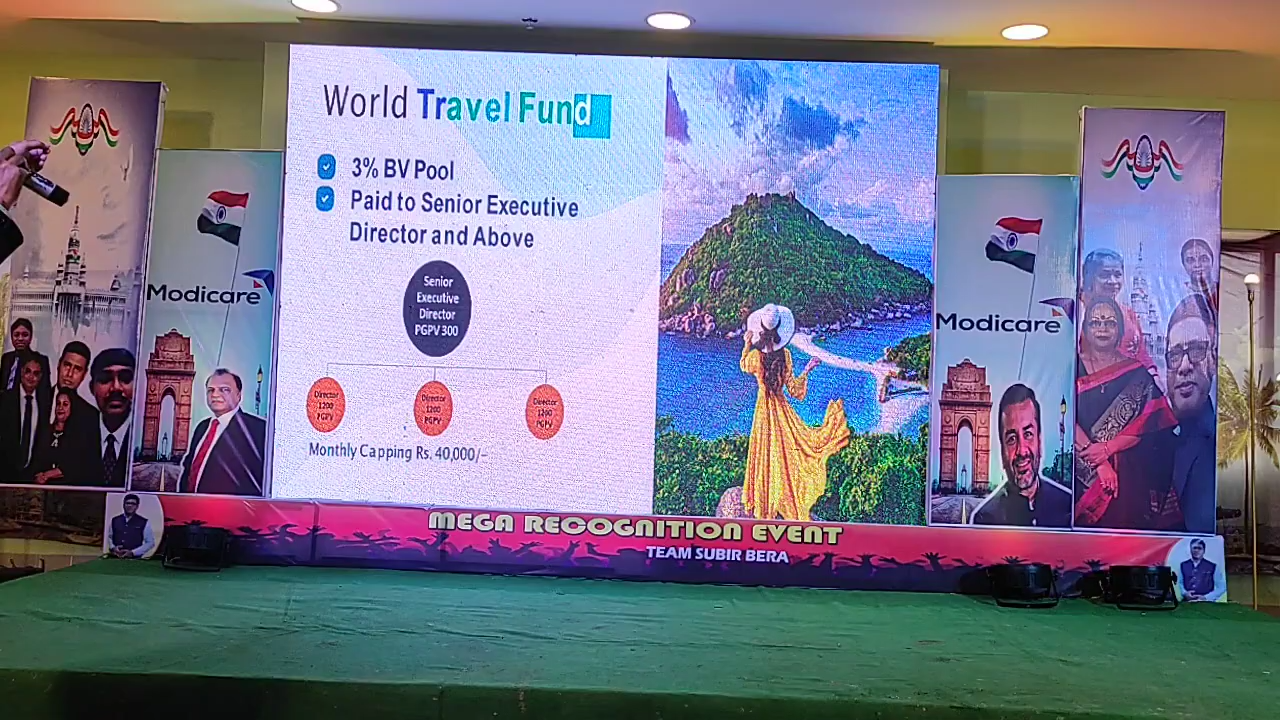 World Travel Fund
3% BV Pool
Paid to Senior Executive
Director and Above
Senior
Executive
Director
PGPV 300
Director
1200
PGPV
Director
1200
PGPV
Director
1200
PGPV
Monthly Capping Rs. 40,000/-
Modicare
Modicare
MEGA RECOGNITION EVENT
TEAM SUBIR BERA